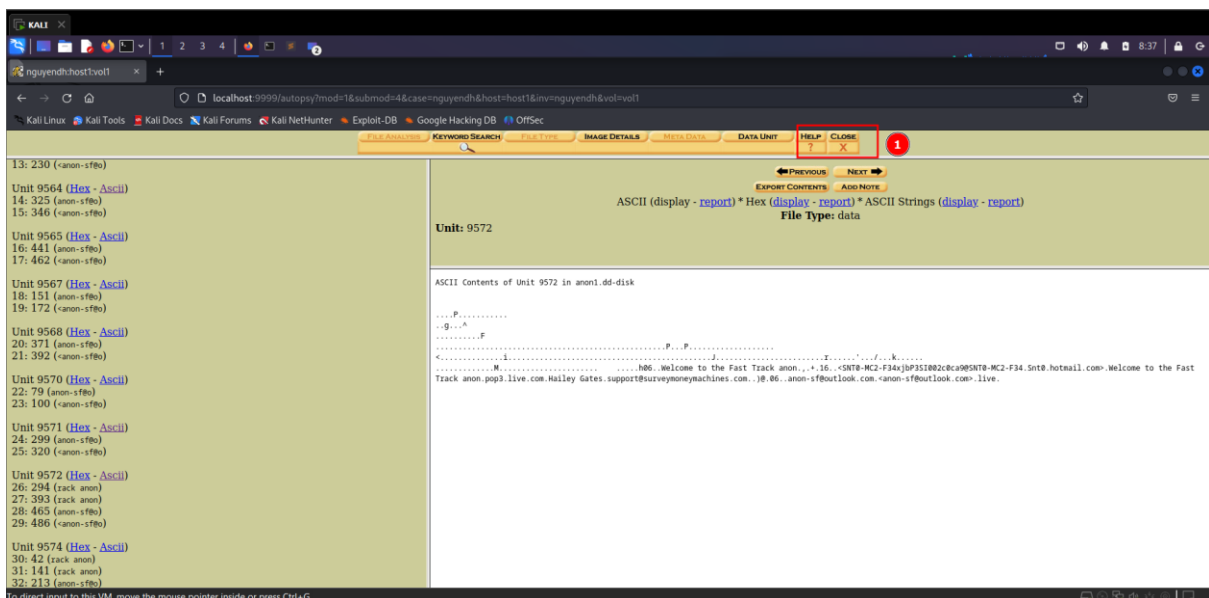 KALI
1 2 3 4
8:37
nguyendh:host1:vol1
localhost:9999/autopsy?mod=1&submod=4&case=nguyendh&host=host1&inv=nguyendh&vol=vol1
Kali Linux Kali Tools Kali Docs Kali Forums Kali NetHunter Exploit-DB Google Hacking DB OffSec
FILE ANALYSIS KEYWORD SEARCH FILE TYPE IMAGE DETAILS META DATA DATA UNIT HELP CLOSE
? X
1
13: 230 (<anon-sf@o)
Unit 9564 (Hex - Ascii)
14: 325 (anon-sf@o)
15: 346 (<anon-sf@o)
Unit 9565 (Hex - Ascii)
16: 441 (anon-sf@o)
17: 462 (<anon-sf@o)
Unit 9567 (Hex - Ascii)
18: 151 (anon-sf@o)
19: 172 (<anon-sf@o)
Unit 9568 (Hex - Ascii)
20: 371 (anon-sf@o)
21: 392 (<anon-sf@o)
Unit 9570 (Hex - Ascii)
22: 79 (anon-sf@o)
23: 100 (<anon-sf@o)
Unit 9571 (Hex - Ascii)
24: 299 (anon-sf@o)
25: 320 (<anon-sf@o)
Unit 9572 (Hex - Ascii)
26: 294 (rack anon)
27: 393 (rack anon)
28: 465 (anon-sf@o)
29: 486 (<anon-sf@o)
Unit 9574 (Hex - Ascii)
30: 42 (rack anon)
31: 141 (rack anon)
32: 213 (anon-sf@o)
PREVIOUS NEXT
EXPORT CONTENTS ADD NOTE
ASCII (display - report) * Hex (display - report) * ASCII Strings (display - report)
File Type: data
Unit: 9572
ASCII Contents of Unit 9572 in anon1.dd-disk
....P...........
..g...^
..........F
...P...P...
<.............i...J...r......'.../...k......
.............M... .....h06..Welcome to the Fast Track anon.,.+.16..<SNT0-MC2-F34xjbP3SI002c0ca9@SNT0-MC2-F34.Snt0.hotmail.com>.Welcome to the Fast
Track anon.pop3.live.com.Hailey Gates.support@surveymoneymachines.com..)@.06..anon-sf@outlook.com.<anon-sf@outlook.com>.live.
To direct input to this VM, move the mouse pointer inside or press Ctrl+G.